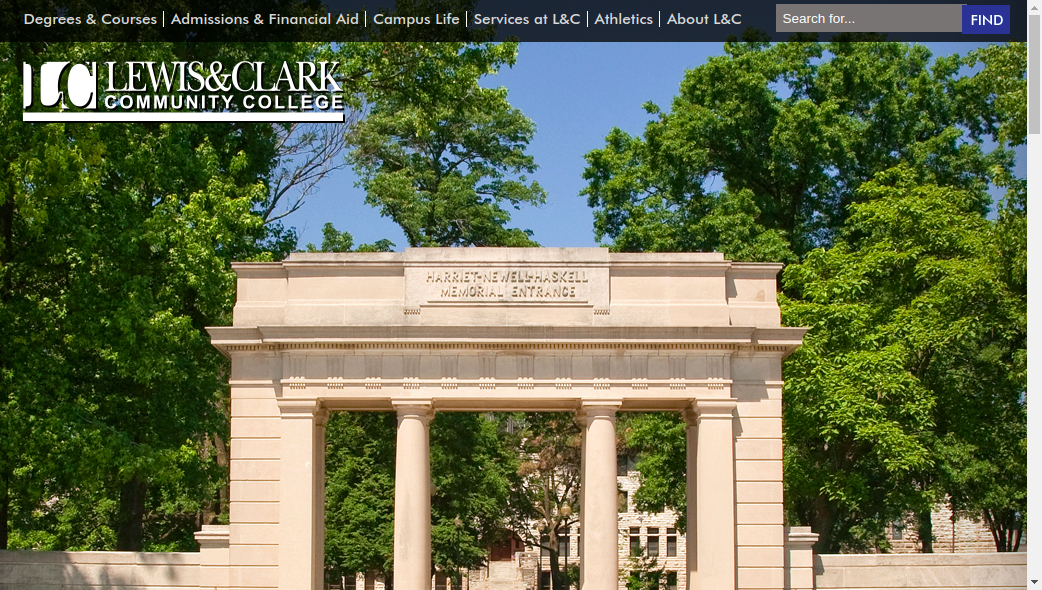 Degrees & Courses Admissions & Financial Aid Campus Life Services at L&C Athletics About L&C Search for... FIND
LC LEWIS&CLARK
COMMUNITY COLLEGE
HARRIET-NEWELL-HASKELL
MEMORIAL ENTRANCE